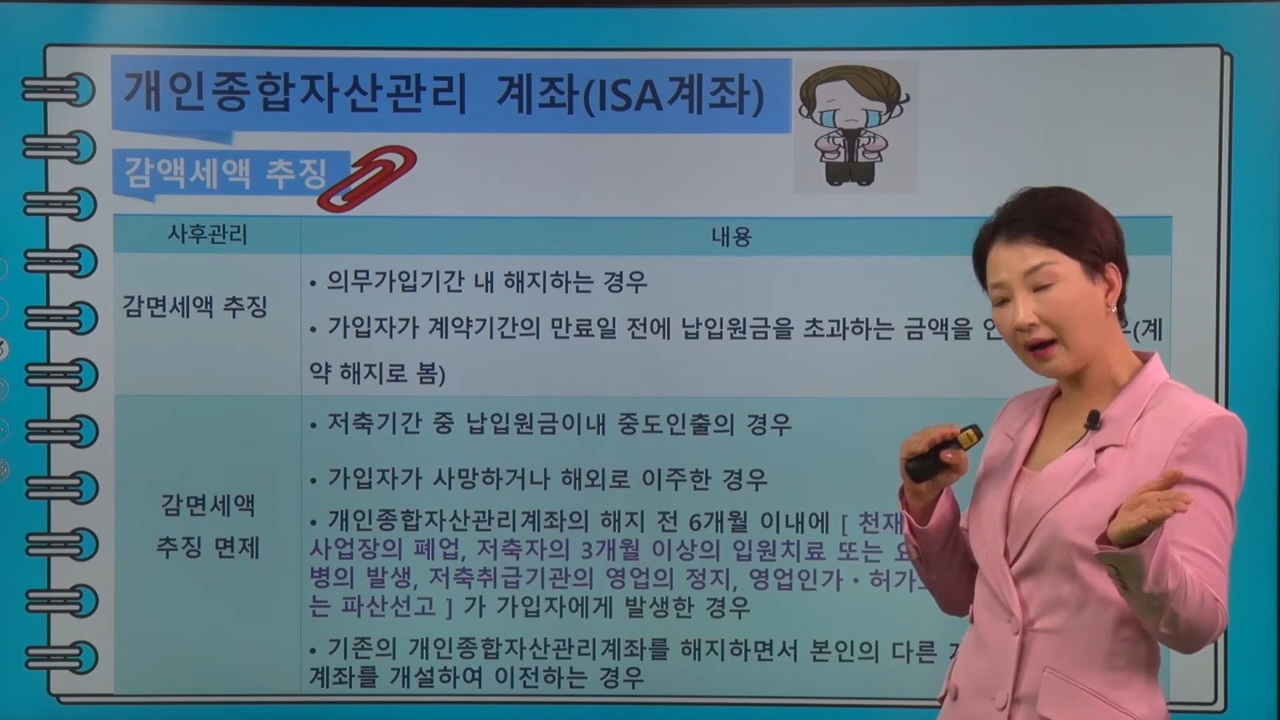 개인종합자산관리 계좌(ISA계좌)
감액세액 추징
사후관리 내용
감면세액 추징
• 의무가입기간 내 해지하는 경우
• 가입자가 계약기간의 만료일 전에 납입원금을 초과하는 금액을 (계
약 해지로 봄)
감면세액
추징 면제
• 저축기간 중 납입원금이내 중도인출의 경우
• 가입자가 사망하거나 해외로 이주한 경우
• 개인종합자산관리계좌의 해지 전 6개월 이내에 [ 천재
사업장의 폐업, 저축자의 3개월 이상의 입원치료 또는
병의 발생, 저축취급기관의 영업의 정지, 영업인가·허가
는 파산선고 ] 가 가입자에게 발생한 경우
• 기존의 개인종합자산관리계좌를 해지하면서 본인의 다른
계좌를 개설하여 이전하는 경우